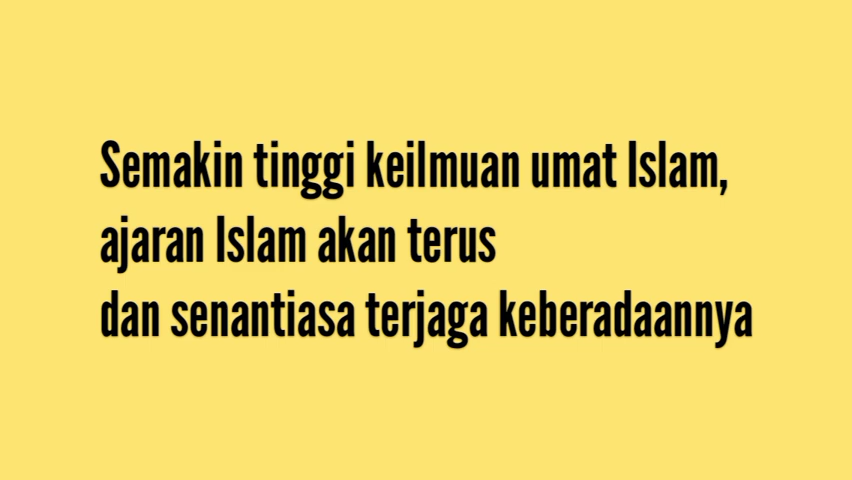 Semakin tinggi keilmuan umat Islam,
ajaran Islam akan terus
dan senantiasa terjaga keberadaannya